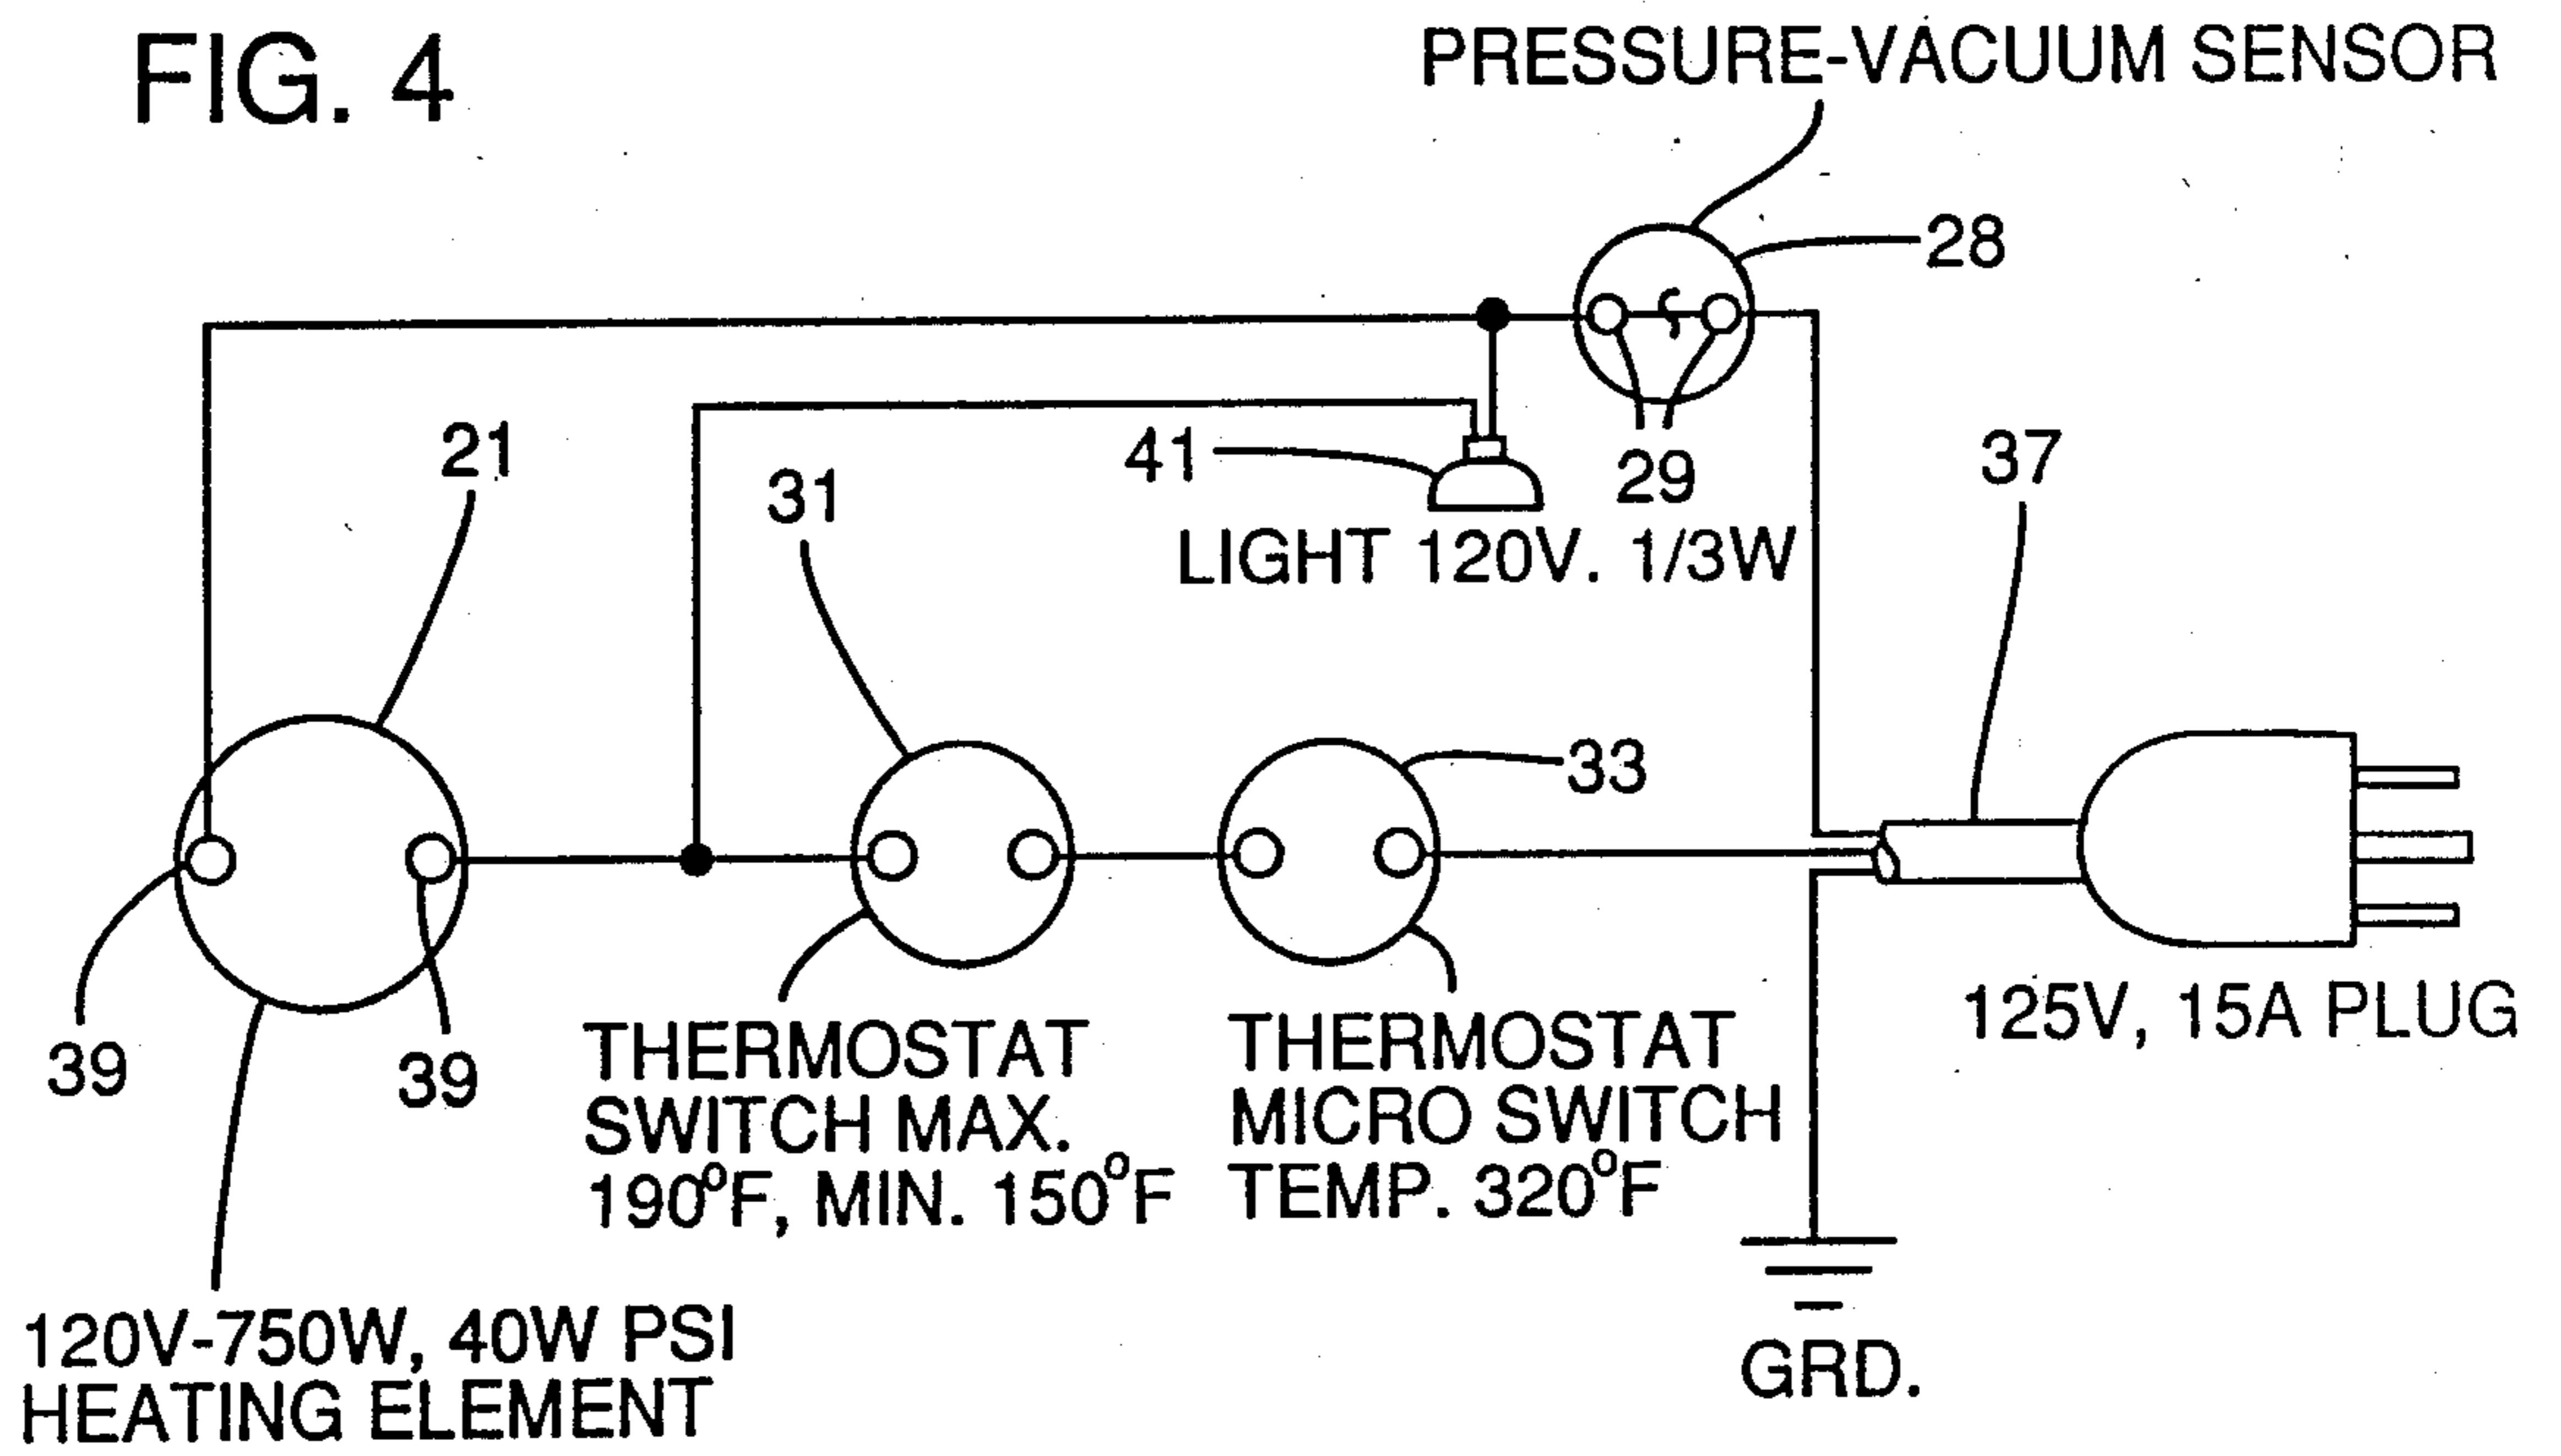 FIG. 4
PRESSURE-VACUUM SENSOR
28
29
41
LIGHT 120V. 1/3W
37
21
31
33
39
39
THERMOSTAT
SWITCH MAX.
190°F, MIN. 150°F
THERMOSTAT
MICRO SWITCH
TEMP. 320°F
125V, 15A PLUG
120V-750W, 40W PSI
HEATING ELEMENT
GRD.